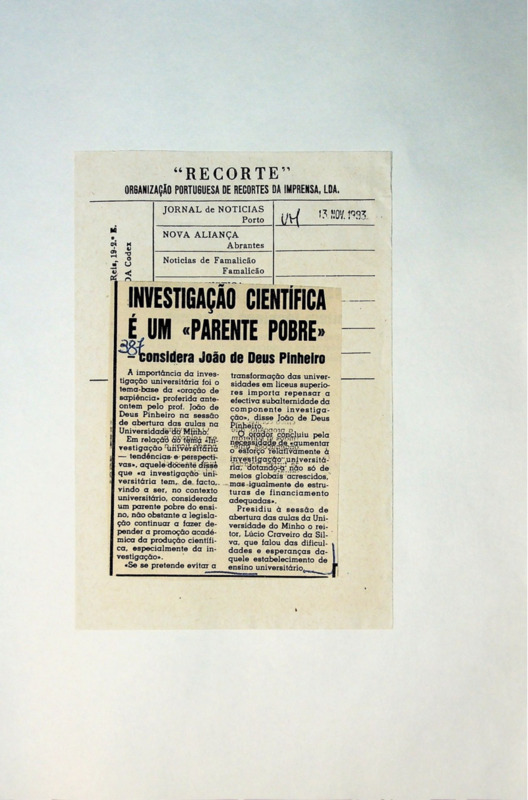 "RECORTE"
ORGANIZAÇÃO PORTUGUESA DE RECORTES DA IMPRENSA, LDA.
JORNAL de NOTICIAS
Porto
13 NOV. 1983
NOVA ALIANÇA
Abrantes
Noticias de Famalicão
Famalicão
Reis, 19-2.º E.
DA Codex
INVESTIGAÇÃO CIENTÍFICA
É UM «PARENTE POBRE»
387
– considera João de Deus Pinheiro
A importância da inves-
tigação universitária foi o
tema-base da «oração de
sapiência» proferida ante-
ontem pelo prof. João de
Deus Pinheiro na sessão
de abertura das aulas na
Universidade do Minho.
Em relação ao tema «Inves-
tigação universitária
— tendências e perspecti-
vas», aquele docente disse
que «a investigação uni-
versitária tem, de facto,
vindo a ser, no contexto
universitário, considerada
um parente pobre do ensi-
no, não obstante a legisla-
ção continuar a fazer de-
pender a promoção acadé-
mica da produção científi-
ca, especialmente da in-
vestigação».
«Se se pretende evitar a
transformação das univer-
sidades em liceus superio-
res importa repensar a
efectiva subalternidade da
componente investiga-
ção», disse João de Deus
Pinheiro.
O orador concluiu pela
necessidade de «aumentar
o esforço relativamente à
investigação universitá-
ria, dotando-a não só de
meios globais acrescidos,
mas igualmente de estru-
turas de financiamento
adequadas».
Presidiu à sessão de
abertura das aulas da Uni-
versidade do Minho o rei-
tor, Lúcio Craveiro da Sil-
va, que falou das dificul-
dades e esperanças da-
quele estabelecimento de
ensino universitário.